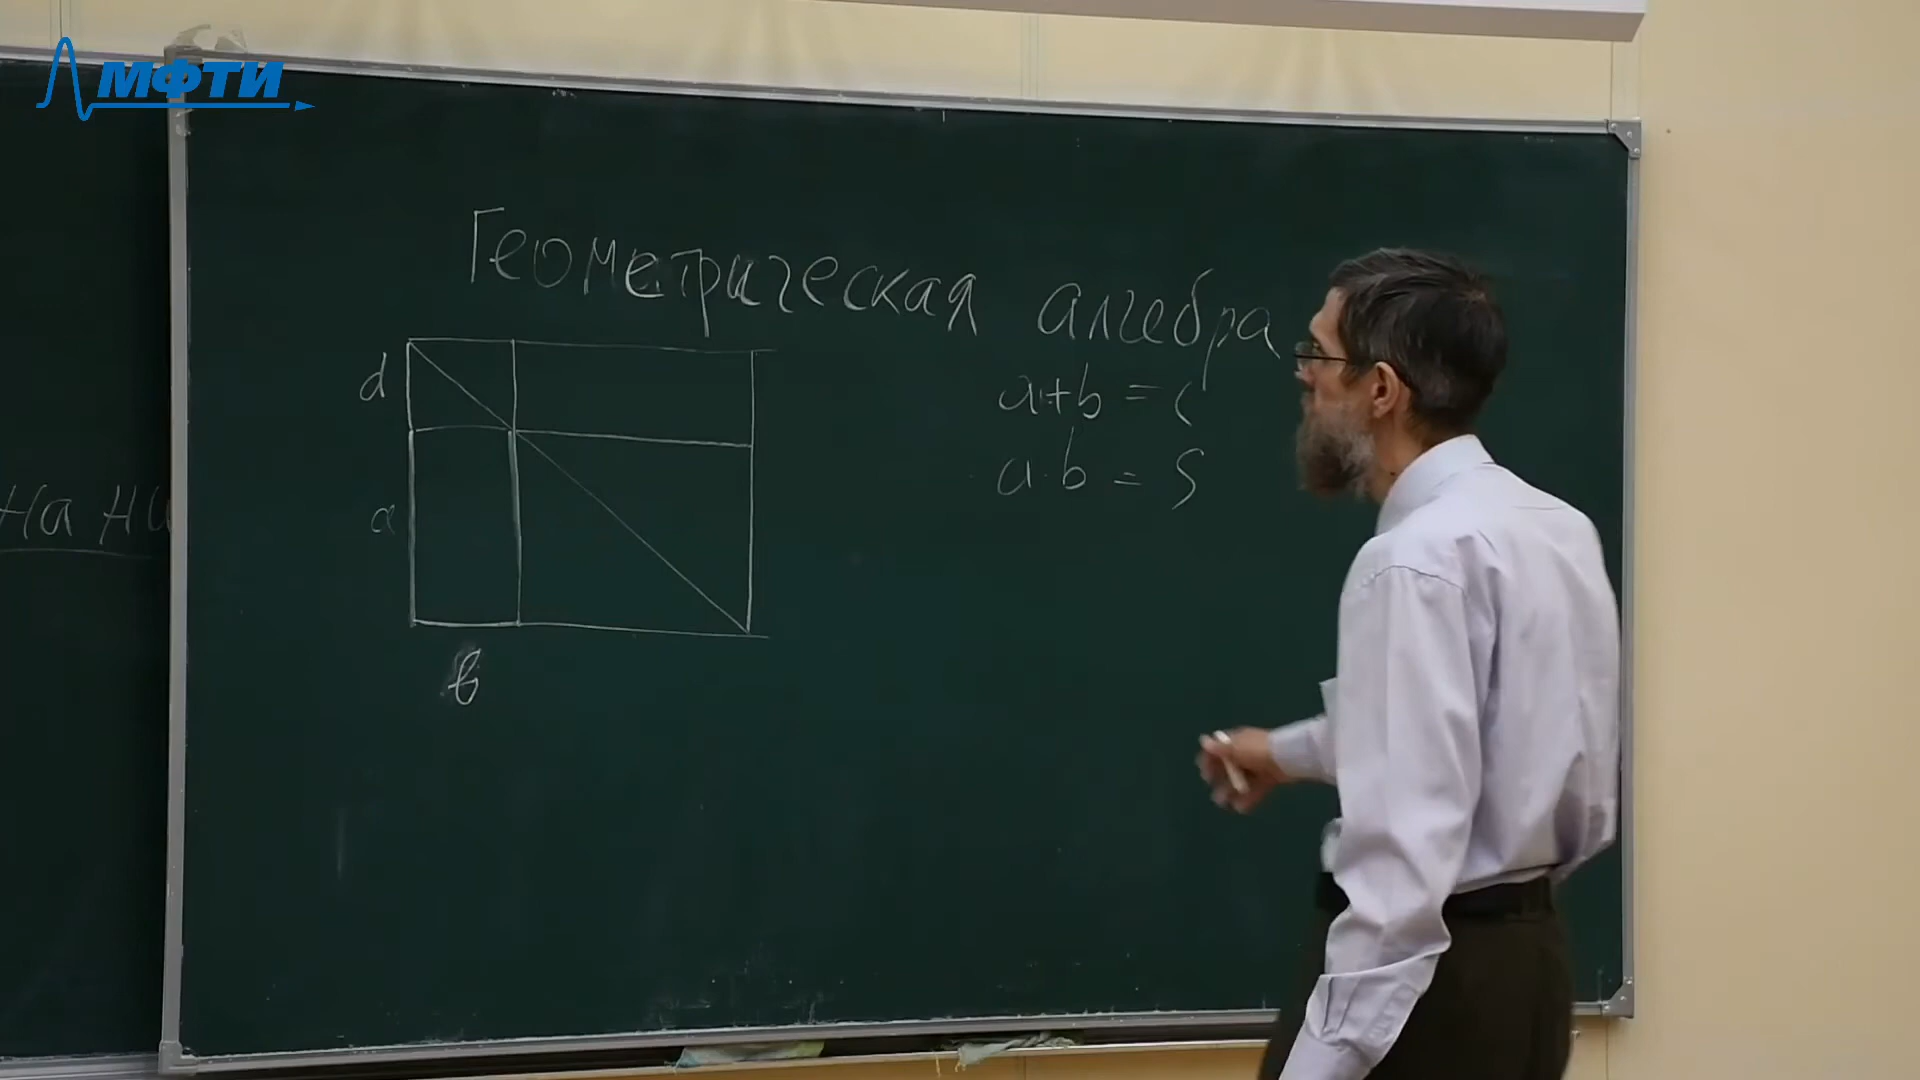 МФТИ
Геометрическая алгебра
a+b = c
a·b = S
d
a
b
на